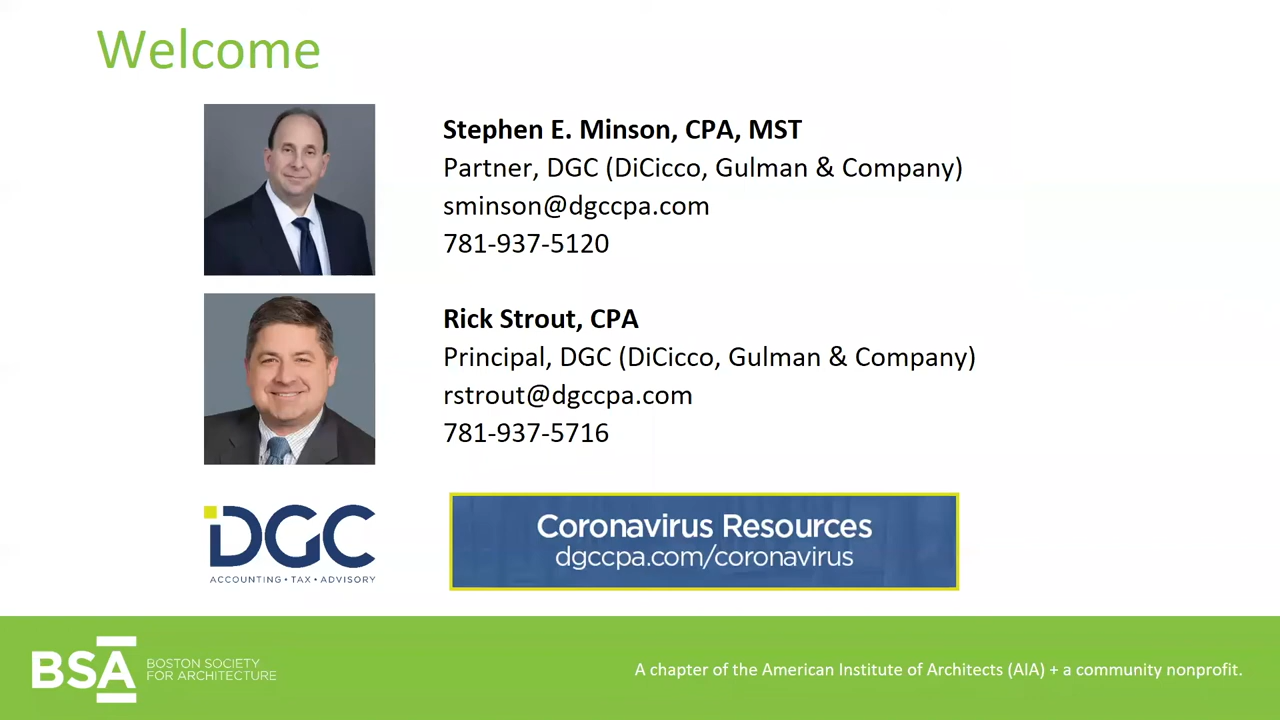 Welcome
Stephen E. Minson, CPA, MST
Partner, DGC (DiCicco, Gulman & Company)
sminson@dgccpa.com
781-937-5120
Rick Strout, CPA
Principal, DGC (DiCicco, Gulman & Company)
rstrout@dgccpa.com
781-937-5716
DGC
ACCOUNTING • TAX • ADVISORY
Coronavirus Resources
dgccpa.com/coronavirus
BSA
BOSTON SOCIETY
FOR ARCHITECTURE
A chapter of the American Institute of Architects (AIA) + a community nonprofit.